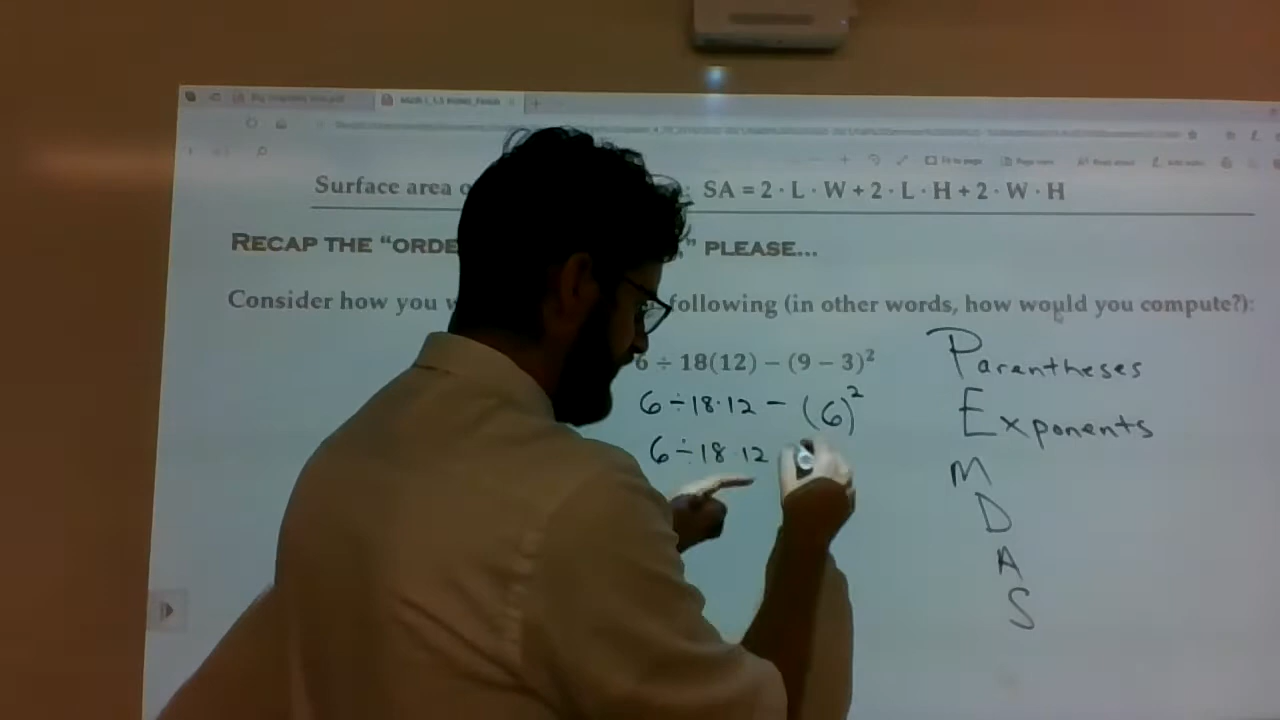 Surface area o : SA = 2 · L · W + 2 · L · H + 2 · W · H
RECAP THE “ORDE ,” PLEASE...
Consider how you w following (in other words, how would you compute?):
6 ÷ 18(12) − (9 − 3)²
6 ÷ 18 · 12 − (6)²
6 ÷ 18 · 12
Parentheses
Exponents
M
D
A
S